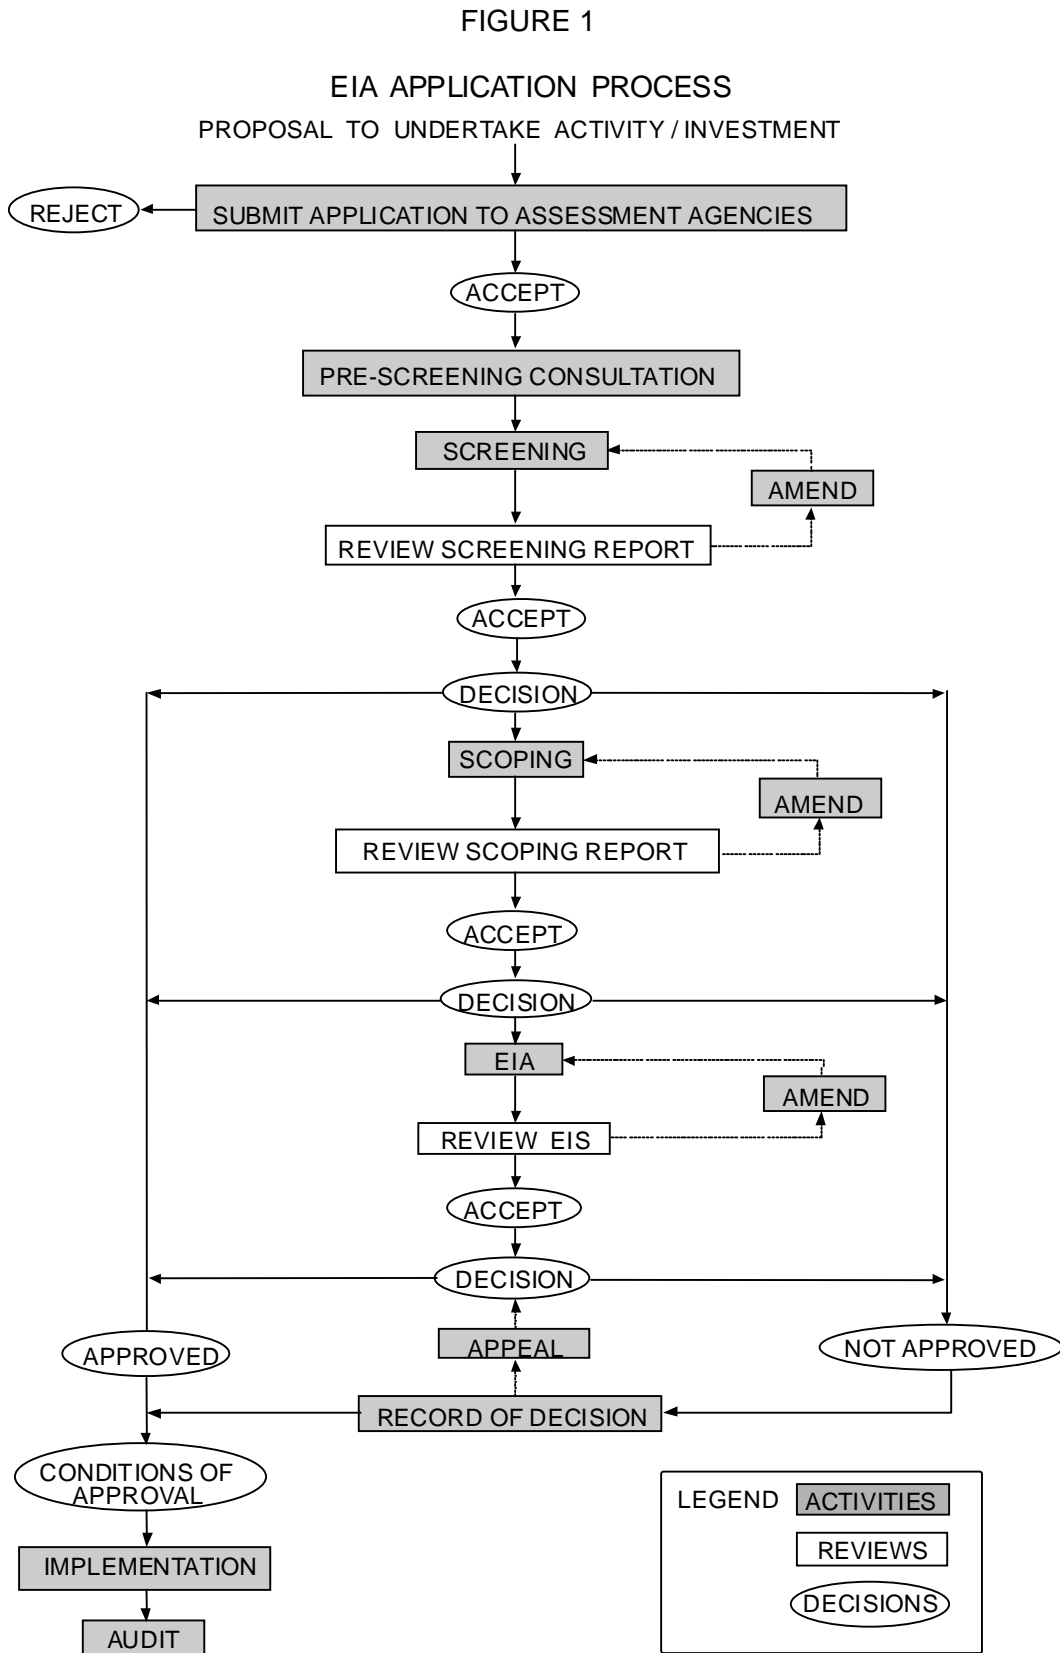 FIGURE 1
EIA APPLICATION PROCESS
PROPOSAL TO UNDERTAKE ACTIVITY / INVESTMENT
REJECT
SUBMIT APPLICATION TO ASSESSMENT AGENCIES
ACCEPT
PRE-SCREENING CONSULTATION
SCREENING
AMEND
REVIEW SCREENING REPORT
ACCEPT
DECISION
SCOPING
AMEND
REVIEW SCOPING REPORT
ACCEPT
DECISION
EIA
AMEND
REVIEW EIS
ACCEPT
DECISION
APPEAL
APPROVED
NOT APPROVED
RECORD OF DECISION
CONDITIONS OF
APPROVAL
IMPLEMENTATION
AUDIT
LEGEND
ACTIVITIES
REVIEWS
DECISIONS